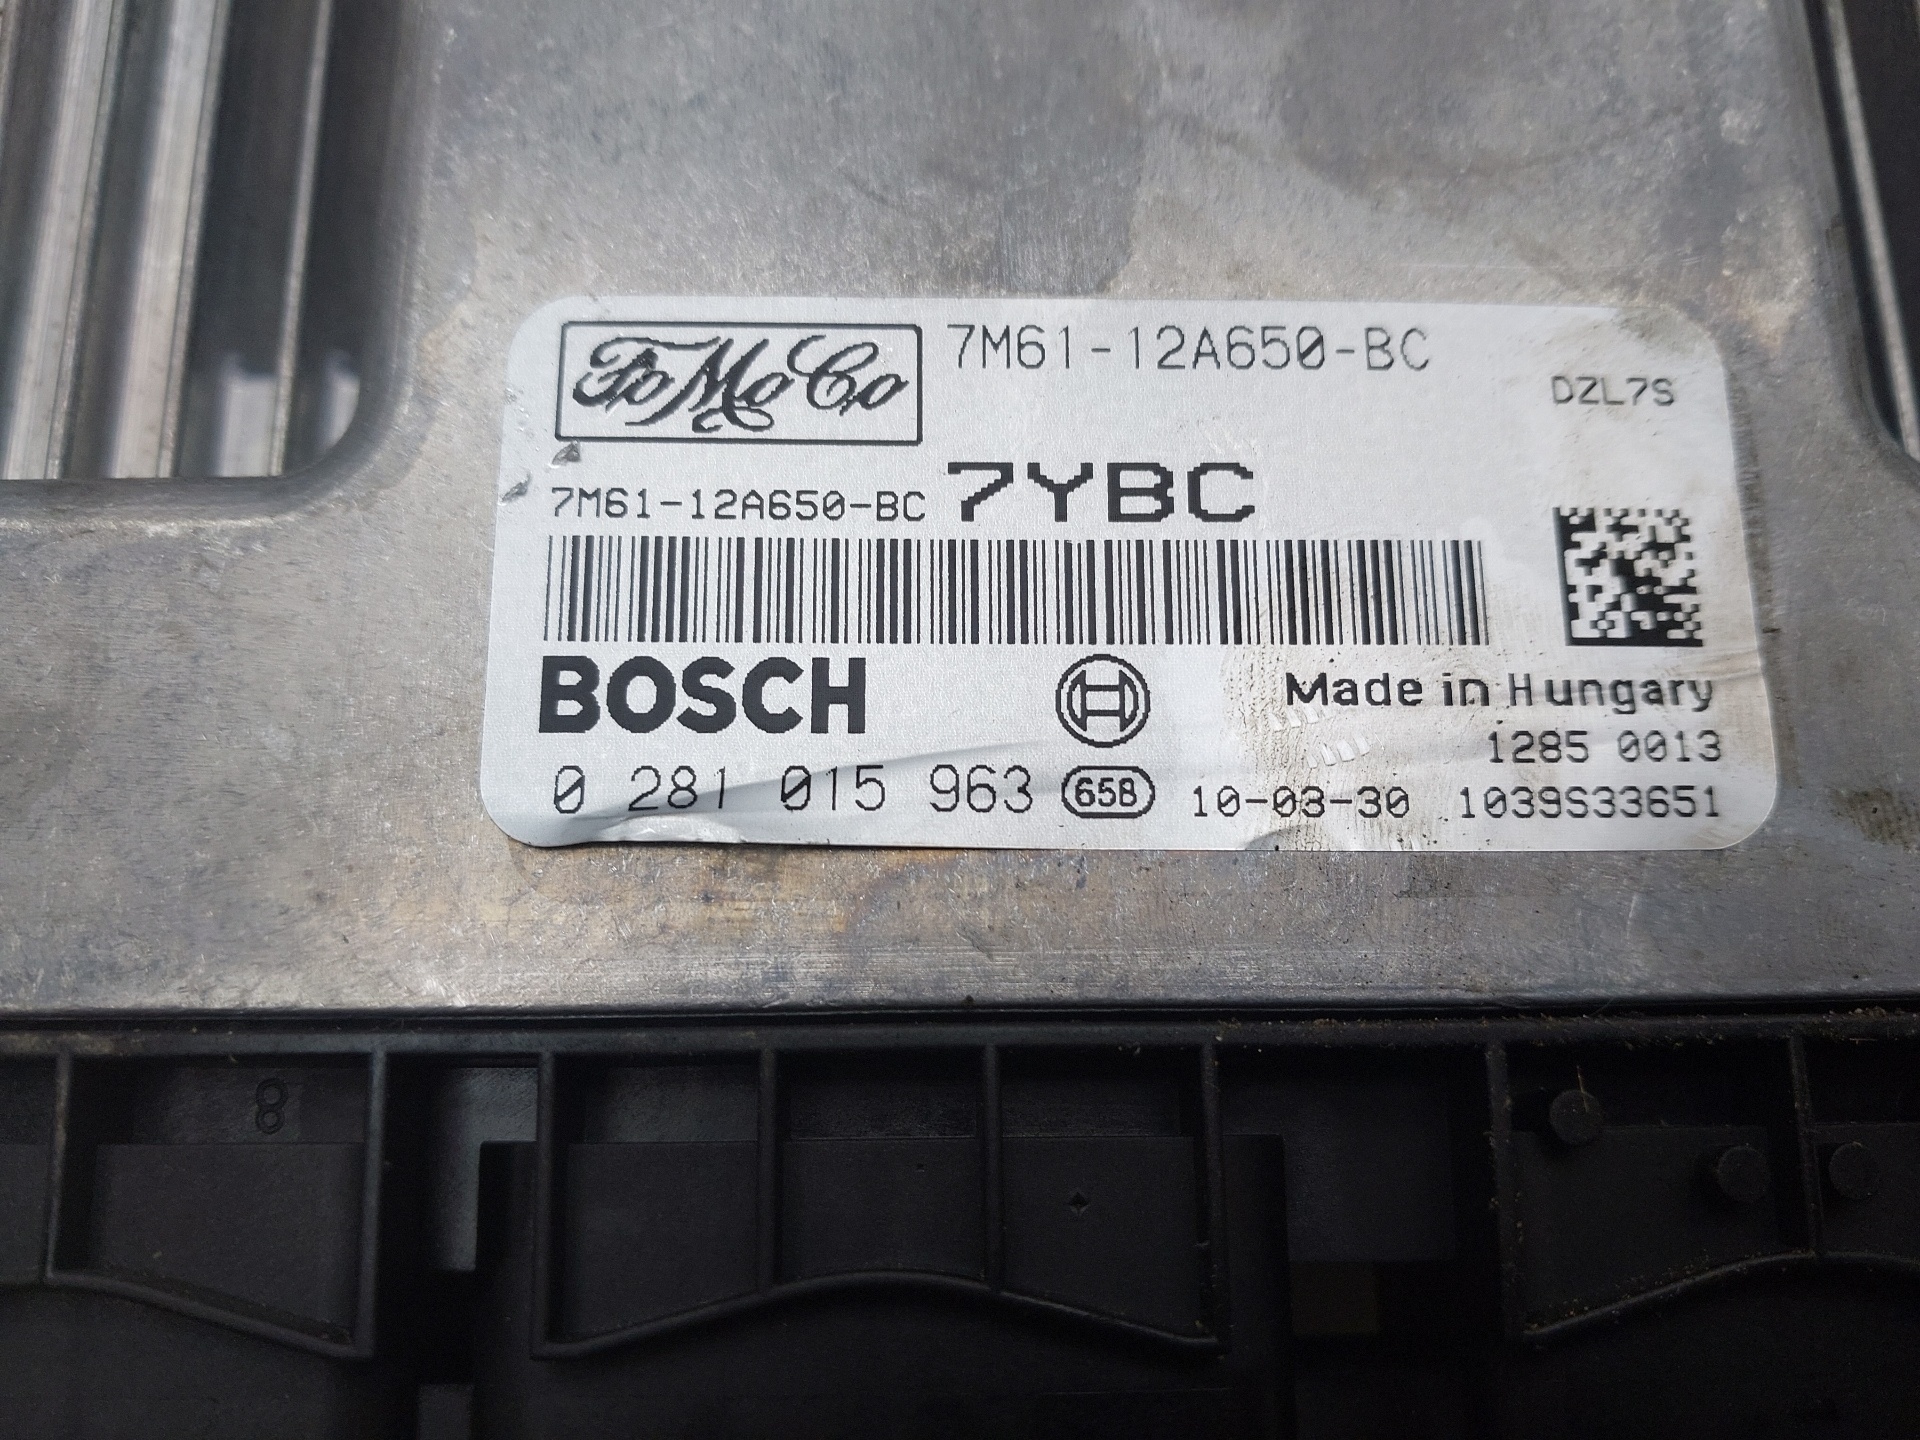 FoMoCo 7M61-12A650-BC
DZL7S
7M61-12A650-BC 7YBC
BOSCH
Made in Hungary
1285 0013
0 281 015 963 658 10-03-30 1039S33651
8